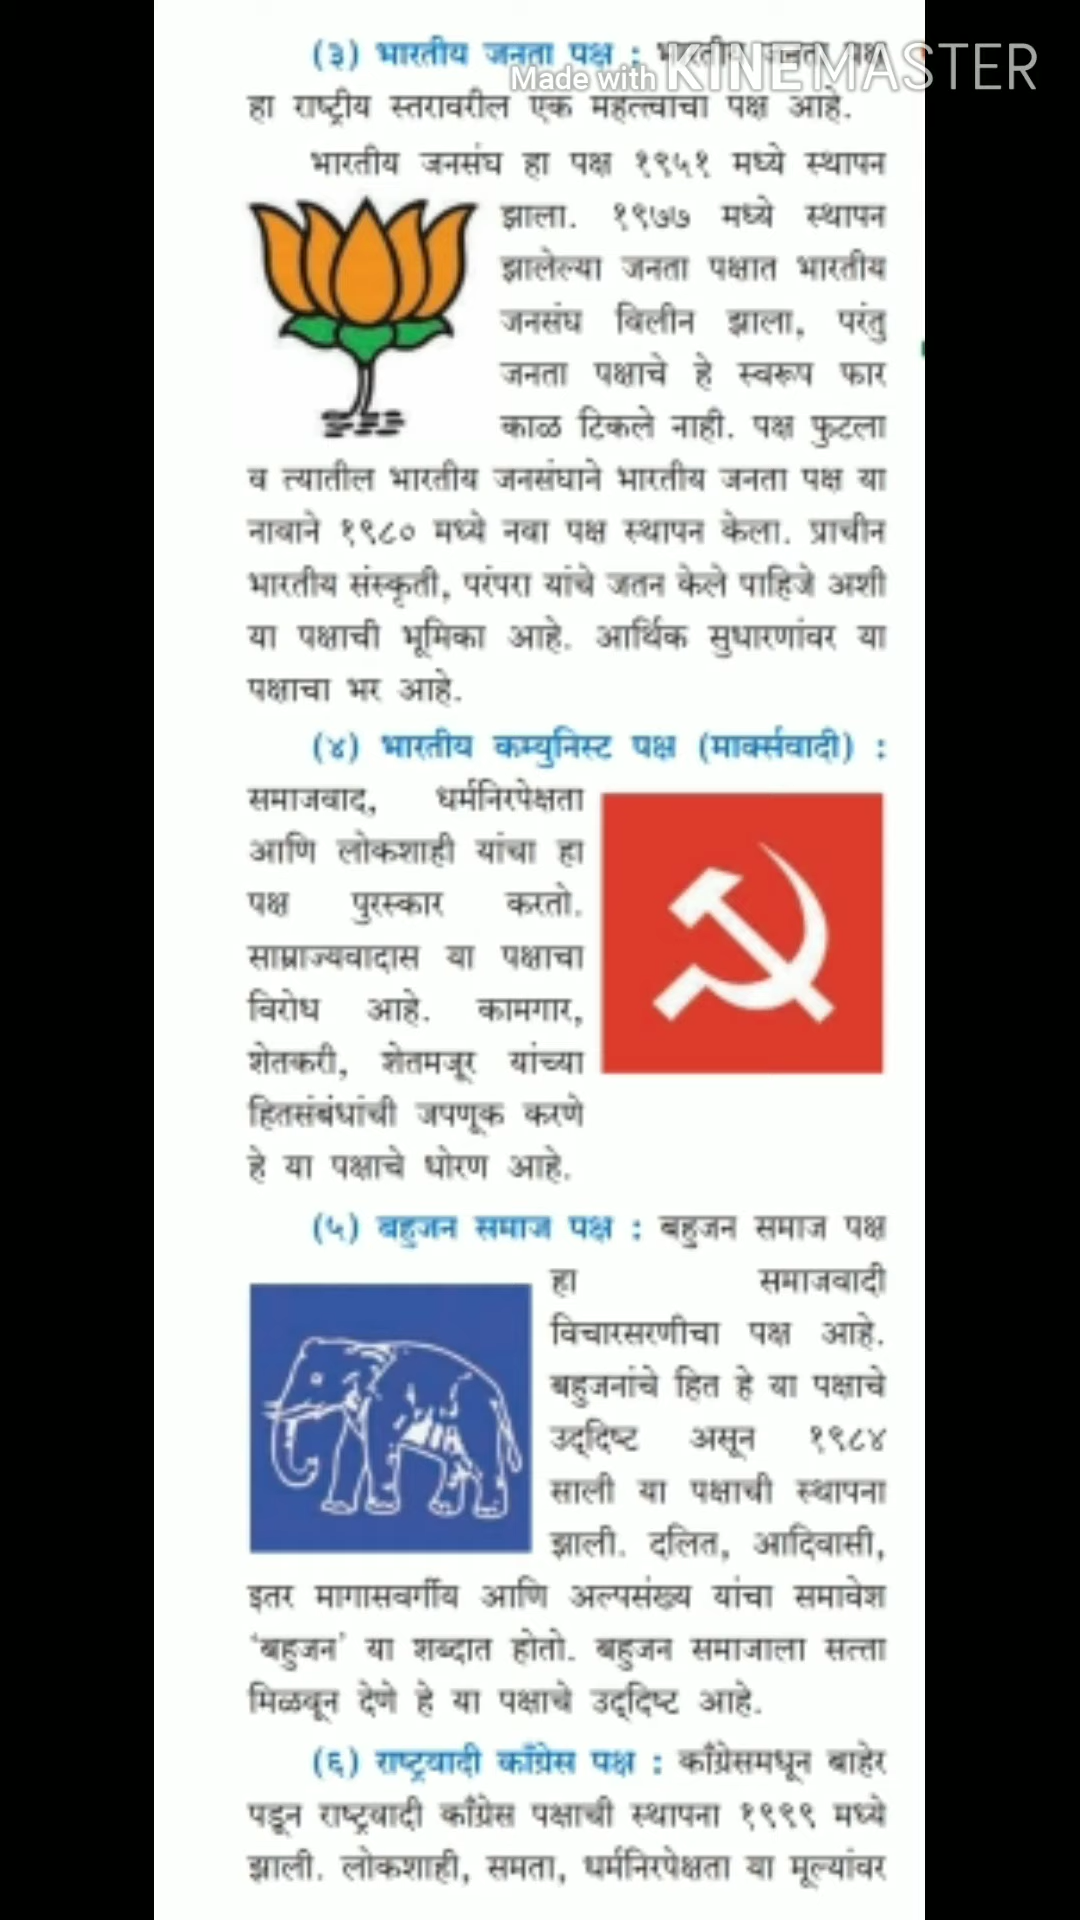 (३) भारतीय जनता पक्ष : भारतीय जनता पक्ष
Made with KINEMASTER
हा राष्ट्रीय स्तरावरील एक महत्त्वाचा पक्ष आहे.
भारतीय जनसंघ हा पक्ष १९५१ मध्ये स्थापन
झाला. १९७७ मध्ये स्थापन
झालेल्या जनता पक्षात भारतीय
जनसंघ विलीन झाला, परंतु
जनता पक्षाचे हे स्वरूप फार
काळ टिकले नाही. पक्ष फुटला
व त्यातील भारतीय जनसंघाने भारतीय जनता पक्ष या
नावाने १९८० मध्ये नवा पक्ष स्थापन केला. प्राचीन
भारतीय संस्कृती, परंपरा यांचे जतन केले पाहिजे अशी
या पक्षाची भूमिका आहे. आर्थिक सुधारणांवर या
पक्षाचा भर आहे.
(४) भारतीय कम्युनिस्ट पक्ष (मार्क्सवादी) :
समाजवाद, धर्मनिरपेक्षता
आणि लोकशाही यांचा हा
पक्ष पुरस्कार करतो.
साम्राज्यवादास या पक्षाचा
विरोध आहे. कामगार,
शेतकरी, शेतमजूर यांच्या
हितसंबंधांची जपणूक करणे
हे या पक्षाचे धोरण आहे.
(५) बहुजन समाज पक्ष : बहुजन समाज पक्ष
हा समाजवादी
विचारसरणीचा पक्ष आहे.
बहुजनांचे हित हे या पक्षाचे
उद्‌दिष्ट असून १९८४
साली या पक्षाची स्थापना
झाली. दलित, आदिवासी,
इतर मागासवर्गीय आणि अल्पसंख्य यांचा समावेश
‘बहुजन’ या शब्दात होतो. बहुजन समाजाला सत्ता
मिळवून देणे हे या पक्षाचे उद्‌दिष्ट आहे.
(६) राष्ट्रवादी काँग्रेस पक्ष : काँग्रेसमधून बाहेर
पडून राष्ट्रवादी काँग्रेस पक्षाची स्थापना १९९९ मध्ये
झाली. लोकशाही, समता, धर्मनिरपेक्षता या मूल्यांवर